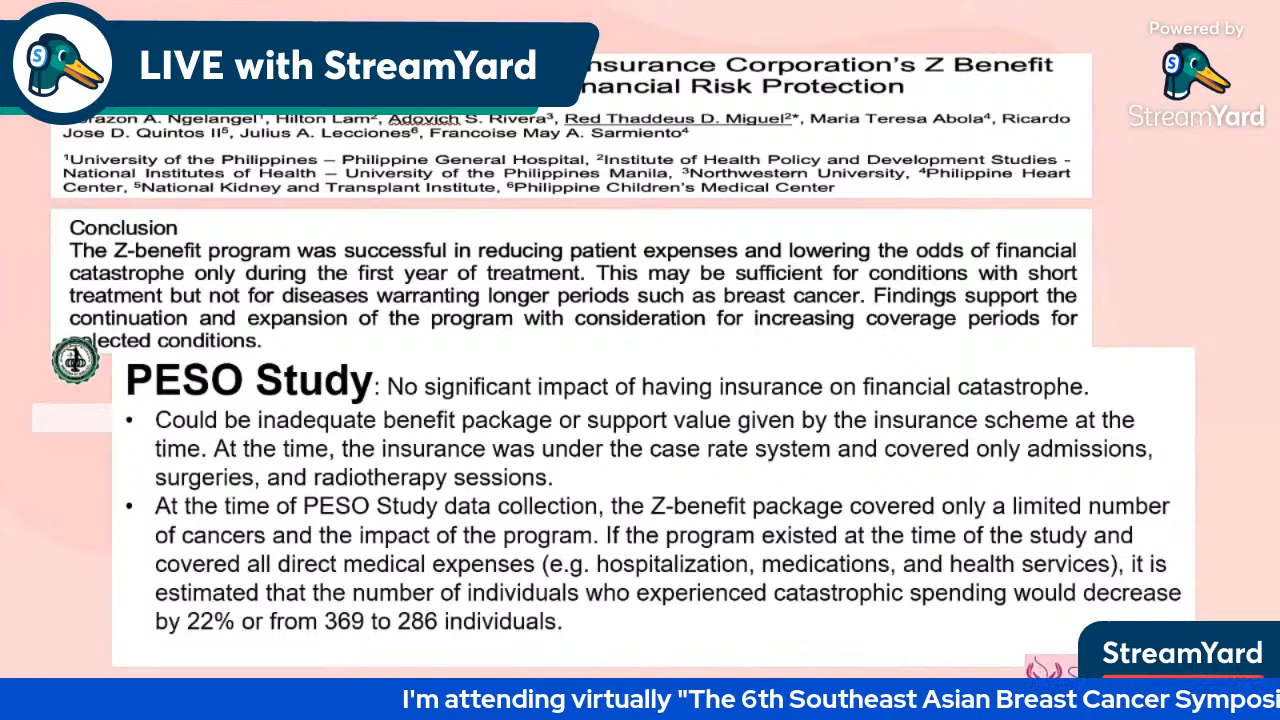 LIVE with StreamYard
Powered by
StreamYard
nsurance Corporation's Z Benefit
nancial Risk Protection
razon A. Ngelangel¹, Hilton Lam², Adovich S. Rivera³, Red Thaddeus D. Miguel²*, Maria Teresa Abola⁴, Ricardo
Jose D. Quintos II⁵, Julius A. Lecciones⁶, Francoise May A. Sarmiento⁴
¹University of the Philippines – Philippine General Hospital, ²Institute of Health Policy and Development Studies -
National Institutes of Health – University of the Philippines Manila, ³Northwestern University, ⁴Philippine Heart
Center, ⁵National Kidney and Transplant Institute, ⁶Philippine Children's Medical Center
Conclusion
The Z-benefit program was successful in reducing patient expenses and lowering the odds of financial
catastrophe only during the first year of treatment. This may be sufficient for conditions with short
treatment but not for diseases warranting longer periods such as breast cancer. Findings support the
continuation and expansion of the program with consideration for increasing coverage periods for
lected conditions.
PESO Study: No significant impact of having insurance on financial catastrophe.
• Could be inadequate benefit package or support value given by the insurance scheme at the
time. At the time, the insurance was under the case rate system and covered only admissions,
surgeries, and radiotherapy sessions.
• At the time of PESO Study data collection, the Z-benefit package covered only a limited number
of cancers and the impact of the program. If the program existed at the time of the study and
covered all direct medical expenses (e.g. hospitalization, medications, and health services), it is
estimated that the number of individuals who experienced catastrophic spending would decrease
by 22% or from 369 to 286 individuals.
StreamYard
I'm attending virtually "The 6th Southeast Asian Breast Cancer Symposi